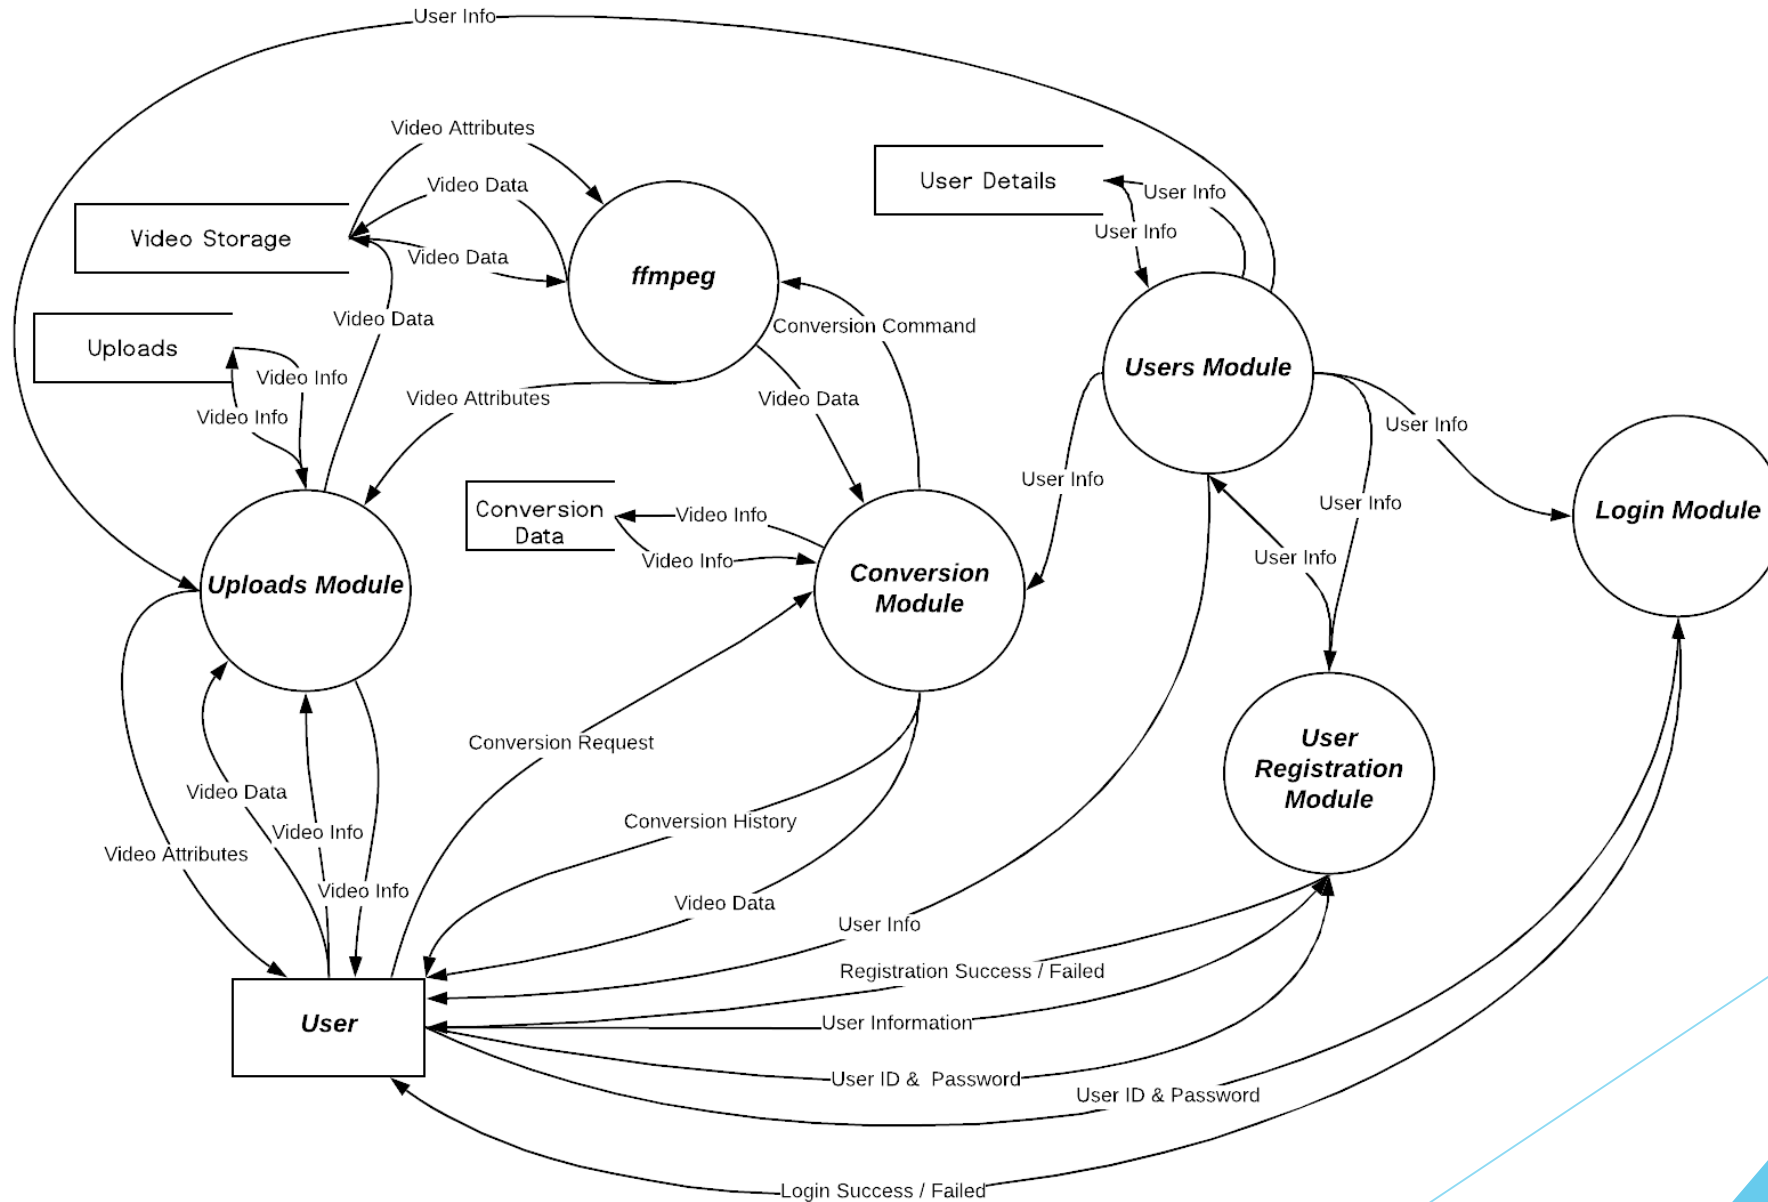 User Info
Video Attributes
Video Data
User Details
User Info
User Info
Video Storage
Video Data
ffmpeg
Video Data
Conversion Command
Uploads
Video Info
Video Info
Video Attributes
Video Data
Users Module
User Info
User Info
User Info
User Info
Login Module
Conversion
Data
Video Info
Video Info
Uploads Module
Conversion
Module
User
Registration
Module
Conversion Request
Video Data
Video Info
Conversion History
Video Attributes
Video Info
Video Data
User Info
Registration Success / Failed
User
User Information
User ID & Password
User ID & Password
Login Success / Failed